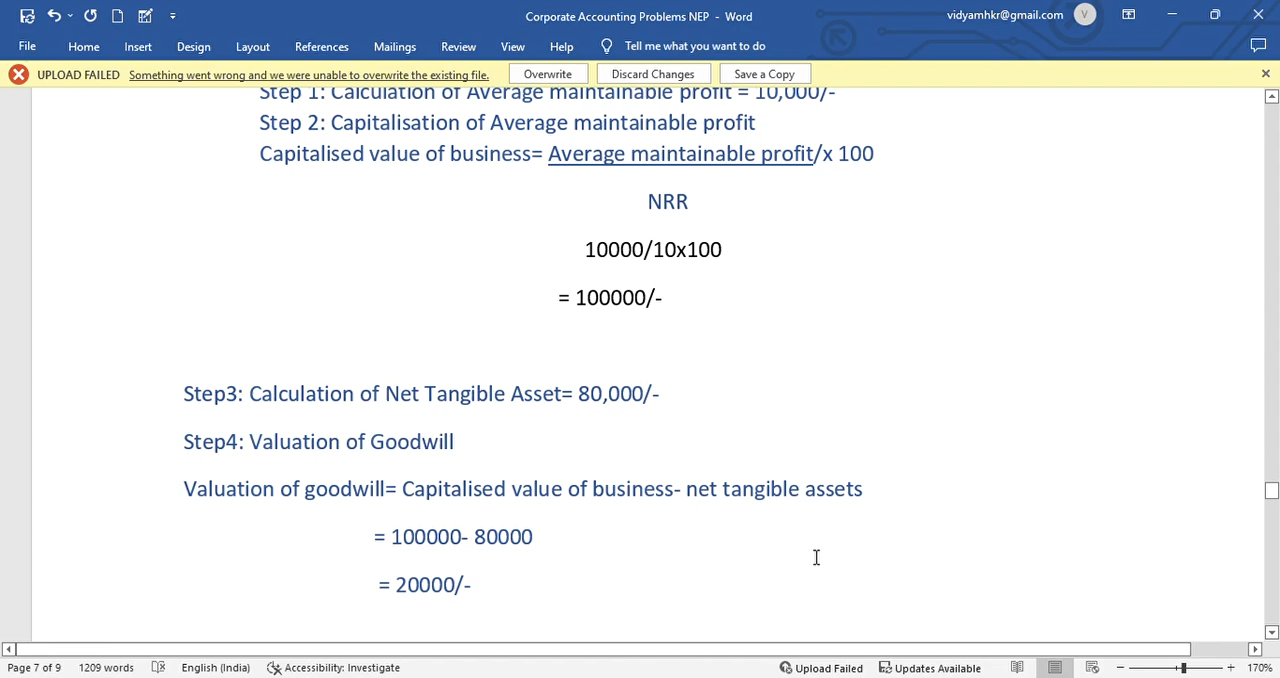 Corporate Accounting Problems NEP - Word
vidyamhkr@gmail.com V
File Home Insert Design Layout References Mailings Review View Help Tell me what you want to do
UPLOAD FAILED Something went wrong and we were unable to overwrite the existing file. Overwrite Discard Changes Save a Copy
Step 1: Calculation of Average maintainable profit = 10,000/-
Step 2: Capitalisation of Average maintainable profit
Capitalised value of business= Average maintainable profit/x 100
NRR
10000/10x100
= 100000/-
Step3: Calculation of Net Tangible Asset= 80,000/-
Step4: Valuation of Goodwill
Valuation of goodwill= Capitalised value of business- net tangible assets
= 100000- 80000
= 20000/-
Page 7 of 9 1209 words English (India) Accessibility: Investigate Upload Failed Updates Available 170%